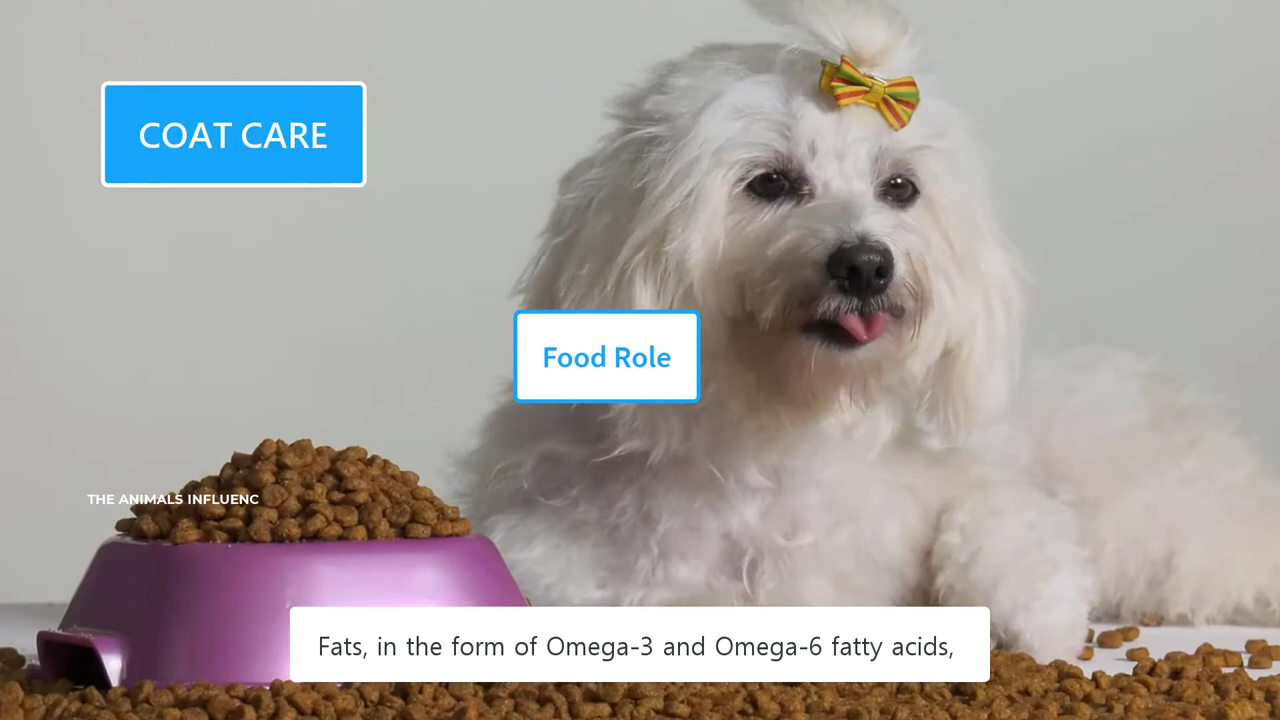 COAT CARE
Food Role
THE ANIMALS INFLUENC
Fats, in the form of Omega-3 and Omega-6 fatty acids,